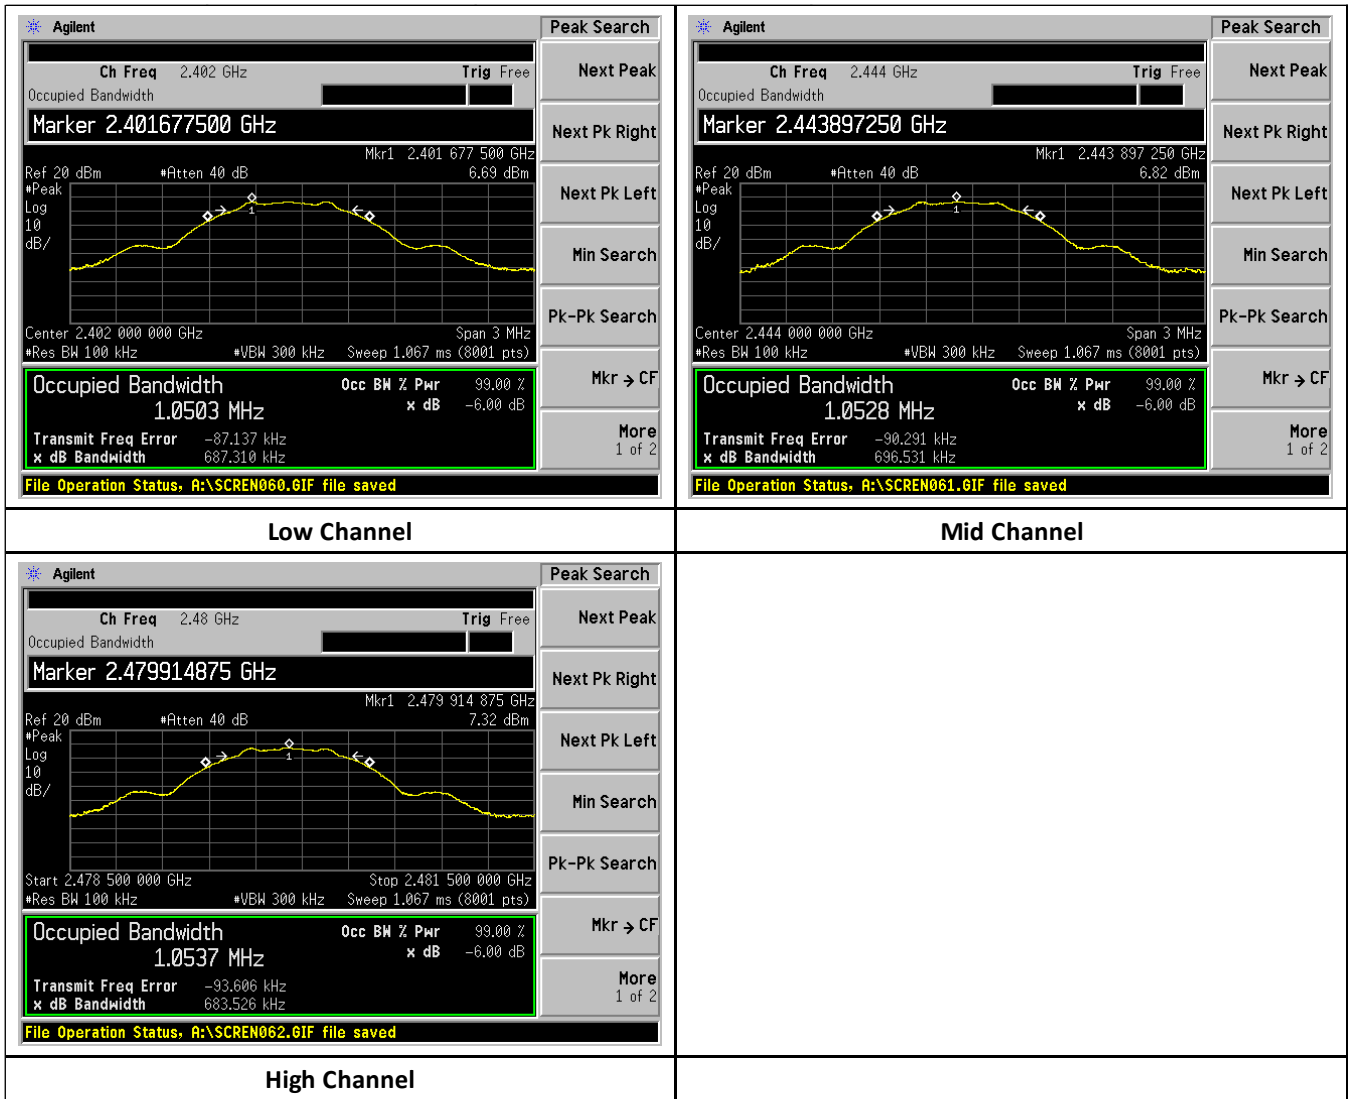 Agilent
Peak Search
Ch Freq 2.402 GHz Trig Free
Occupied Bandwidth
Marker 2.401677500 GHz
Mkr1 2.401 677 500 GHz
Ref 20 dBm #Atten 40 dB 6.69 dBm
#Peak
Log
10
dB/
1
Center 2.402 000 000 GHz Span 3 MHz
#Res BW 100 kHz #VBW 300 kHz Sweep 1.067 ms (8001 pts)
Occupied Bandwidth Occ BW % Pwr 99.00 %
1.0503 MHz x dB -6.00 dB
Transmit Freq Error -87.137 kHz
x dB Bandwidth 687.310 kHz
File Operation Status, A:\SCREN060.GIF file saved
Next Peak
Next Pk Right
Next Pk Left
Min Search
Pk-Pk Search
Mkr → CF
More
1 of 2
Low Channel
Agilent
Peak Search
Ch Freq 2.444 GHz Trig Free
Occupied Bandwidth
Marker 2.443897250 GHz
Mkr1 2.443 897 250 GHz
Ref 20 dBm #Atten 40 dB 6.82 dBm
#Peak
Log
10
dB/
1
Center 2.444 000 000 GHz Span 3 MHz
#Res BW 100 kHz #VBW 300 kHz Sweep 1.067 ms (8001 pts)
Occupied Bandwidth Occ BW % Pwr 99.00 %
1.0528 MHz x dB -6.00 dB
Transmit Freq Error -90.291 kHz
x dB Bandwidth 696.531 kHz
File Operation Status, A:\SCREN061.GIF file saved
Next Peak
Next Pk Right
Next Pk Left
Min Search
Pk-Pk Search
Mkr → CF
More
1 of 2
Mid Channel
Agilent
Peak Search
Ch Freq 2.48 GHz Trig Free
Occupied Bandwidth
Marker 2.479914875 GHz
Mkr1 2.479 914 875 GHz
Ref 20 dBm #Atten 40 dB 7.32 dBm
#Peak
Log
10
dB/
1
Start 2.478 500 000 GHz Stop 2.481 500 000 GHz
#Res BW 100 kHz #VBW 300 kHz Sweep 1.067 ms (8001 pts)
Occupied Bandwidth Occ BW % Pwr 99.00 %
1.0537 MHz x dB -6.00 dB
Transmit Freq Error -93.606 kHz
x dB Bandwidth 683.526 kHz
File Operation Status, A:\SCREN062.GIF file saved
Next Peak
Next Pk Right
Next Pk Left
Min Search
Pk-Pk Search
Mkr → CF
More
1 of 2
High Channel